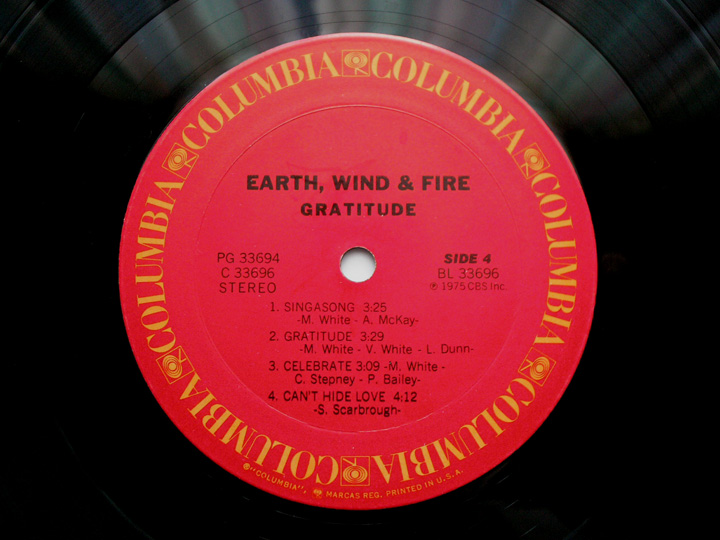 COLUMBIA COLUMBIA COLUMBIA COLUMBIA COLUMBIA COLUMBIA COLUMBIA COLUMBIA
EARTH, WIND & FIRE
GRATITUDE
PG 33694
C 33696
STEREO
SIDE 4
BL 33696
℗ 1975 CBS Inc.
1. SINGASONG 3:25
-M. White - A. McKay-
2. GRATITUDE 3:29
-M. White - V. White - L. Dunn-
3. CELEBRATE 3:09 -M. White -
C. Stepney - P. Bailey-
4. CAN'T HIDE LOVE 4:12
-S. Scarbrough-
©"COLUMBIA", MARCAS REG. PRINTED IN U.S.A.